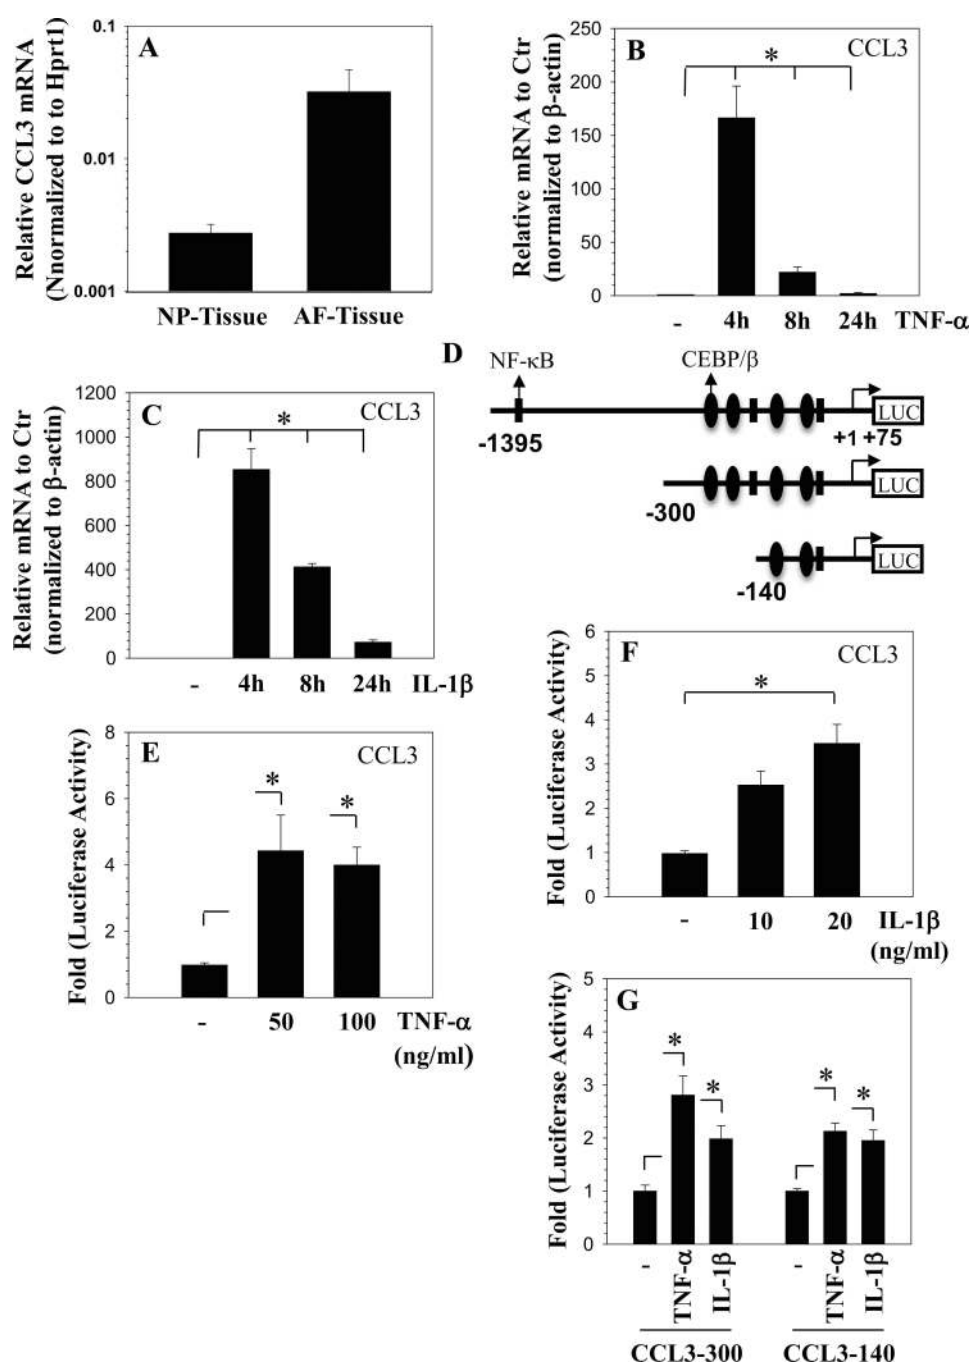 A
Relative CCL3 mRNA
(Nnormalized to to Hprt1)
0.1
0.01
0.001
NP-Tissue AF-Tissue
B
CCL3
Relative mRNA to Ctr
(normalized to β-actin)
250
200
150
100
50
0
*
- 4h 8h 24h TNF-α
C
CCL3
Relative mRNA to Ctr
(normalized to β-actin)
1200
1000
800
600
400
200
0
*
- 4h 8h 24h IL-1β
D
NF-κB CEBP/β
-1395 +1 +75 LUC
-300 LUC
-140 LUC
E
CCL3
Fold (Luciferase Activity)
8
6
4
2
0
* *
- 50 100 TNF-α
(ng/ml)
F
CCL3
Fold (Luciferase Activity)
6
5
4
3
2
1
0
*
- 10 20 IL-1β
(ng/ml)
G
Fold (Luciferase Activity)
5
4
3
2
1
0
* * * *
- TNF-α IL-1β - TNF-α IL-1β
CCL3-300 CCL3-140